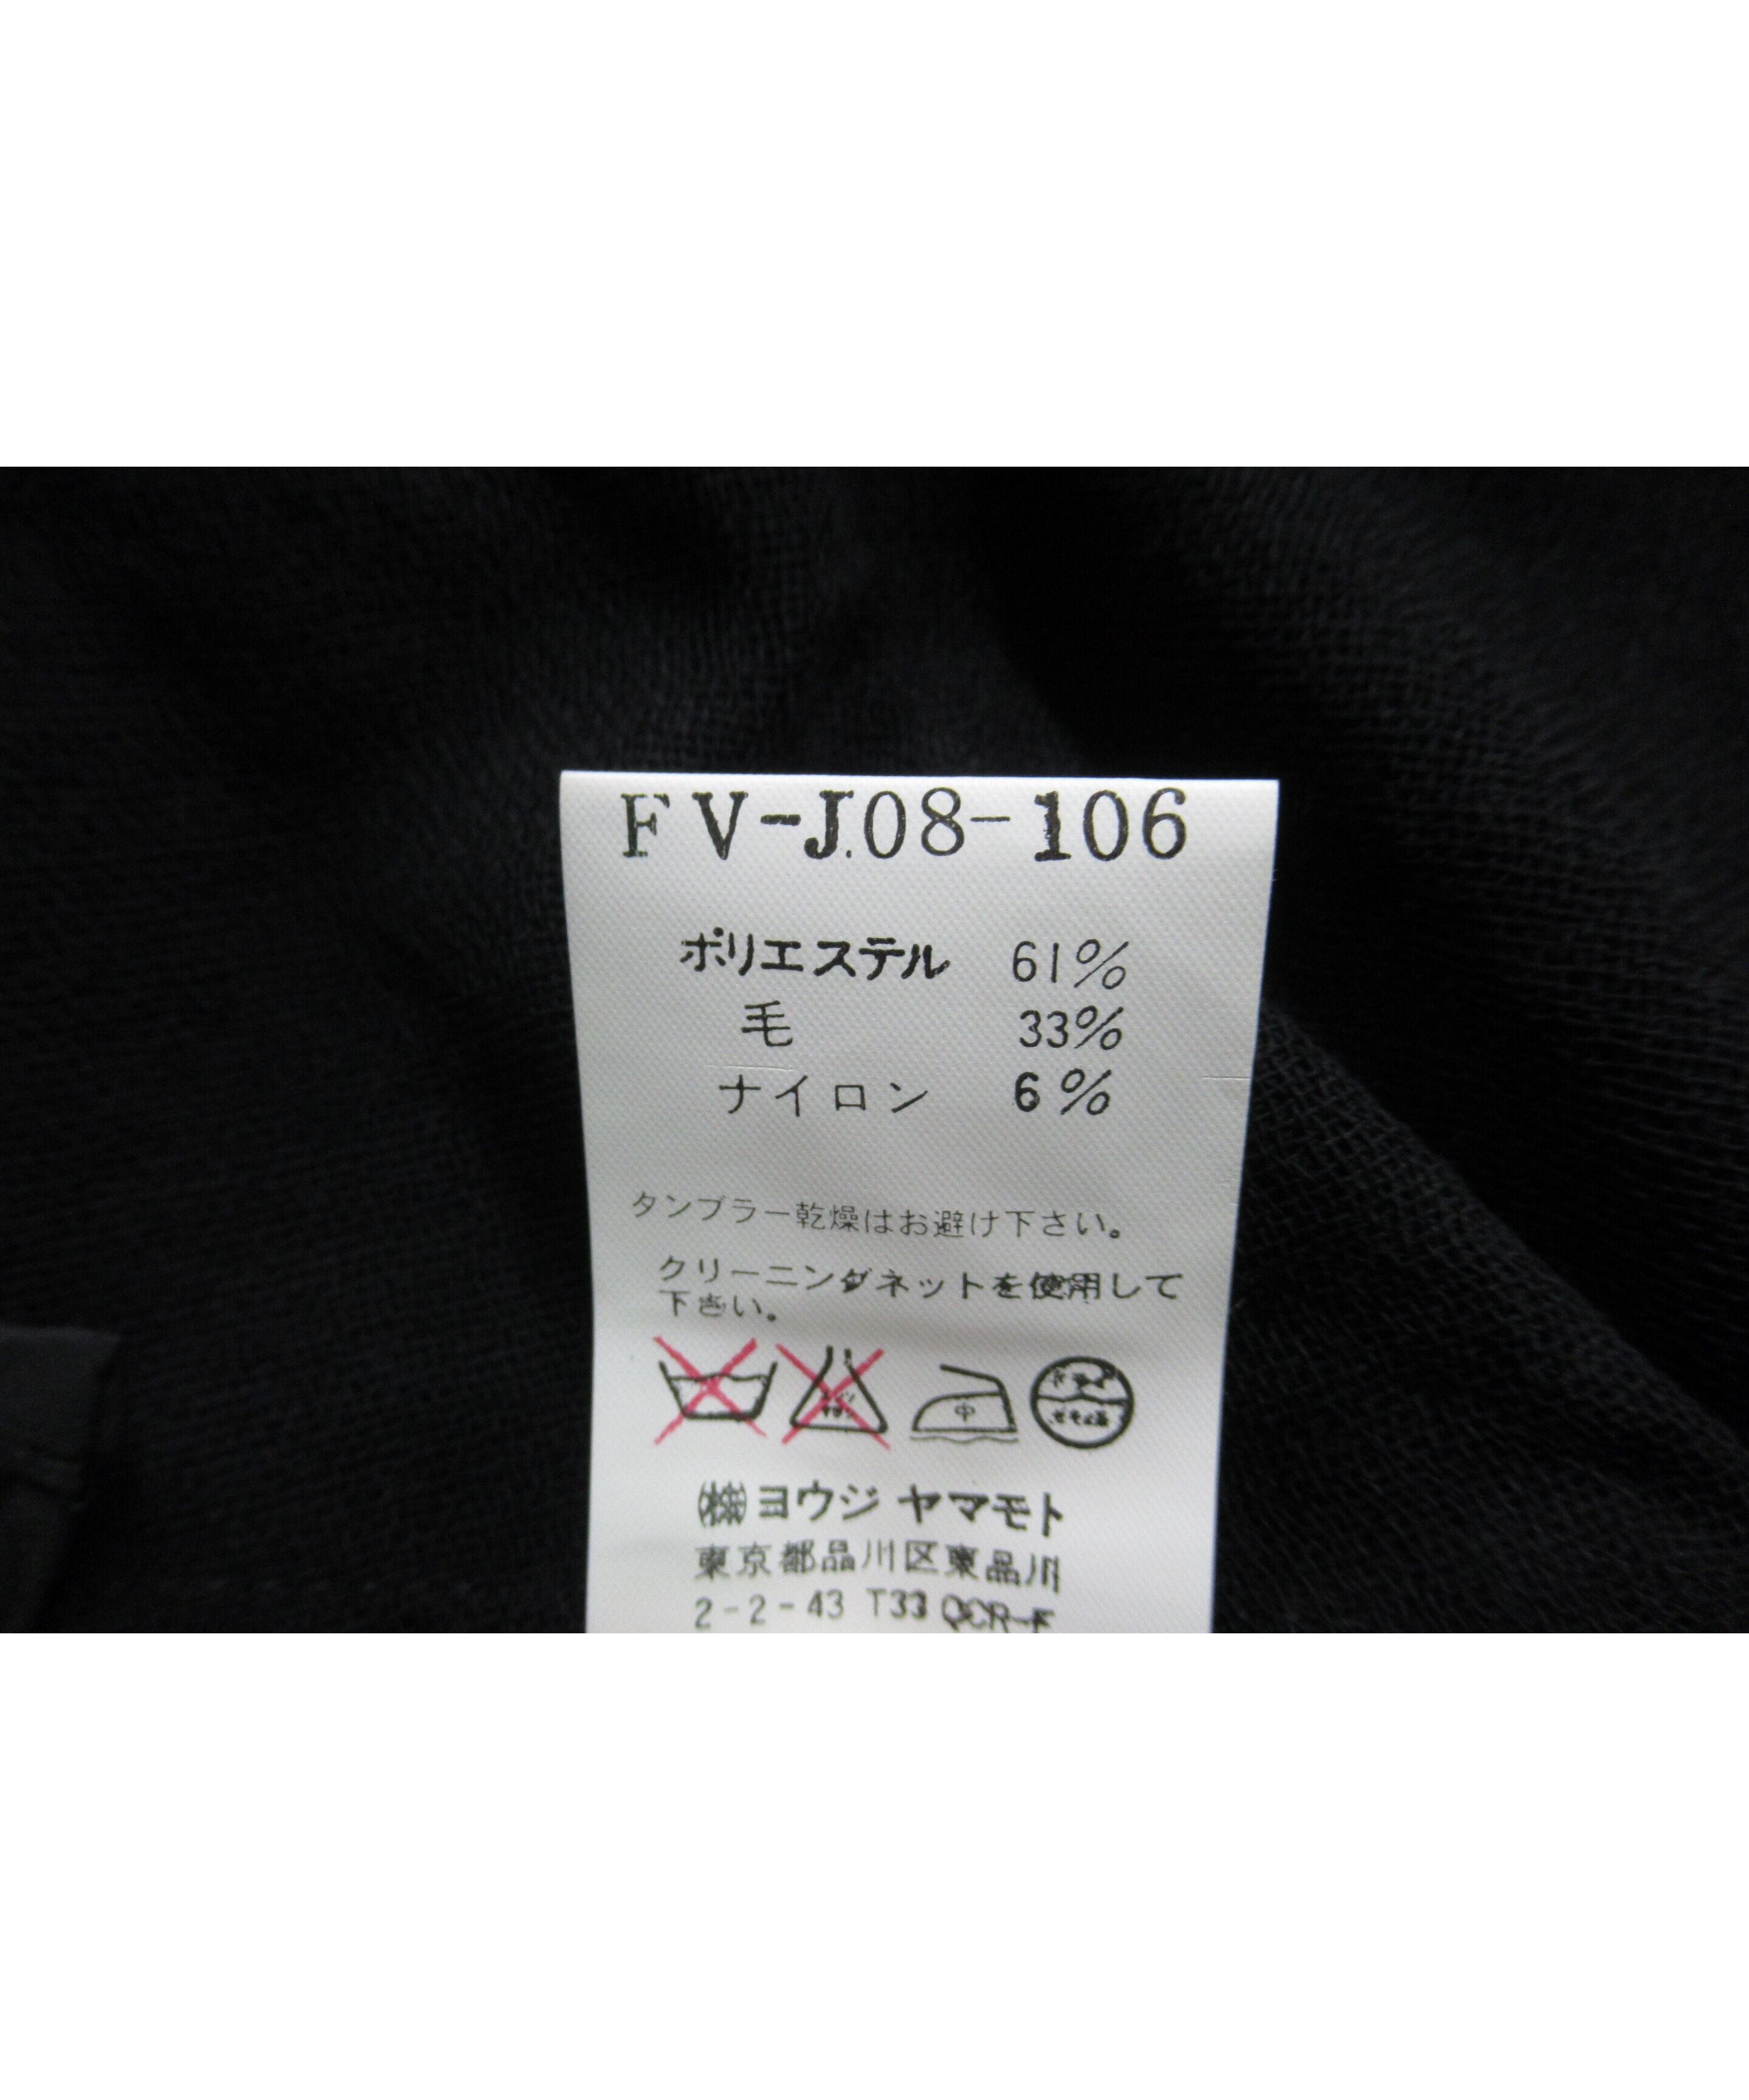 FV-J08-106
ポリエステル 61%
毛 33%
ナイロン 6%
タンブラー乾燥はお避け下さい。
クリーニングネットを使用して
下さい。
中
㈱ヨウジ ヤマモト
東京都品川区東品川
2-2-43 T33 QCR-F